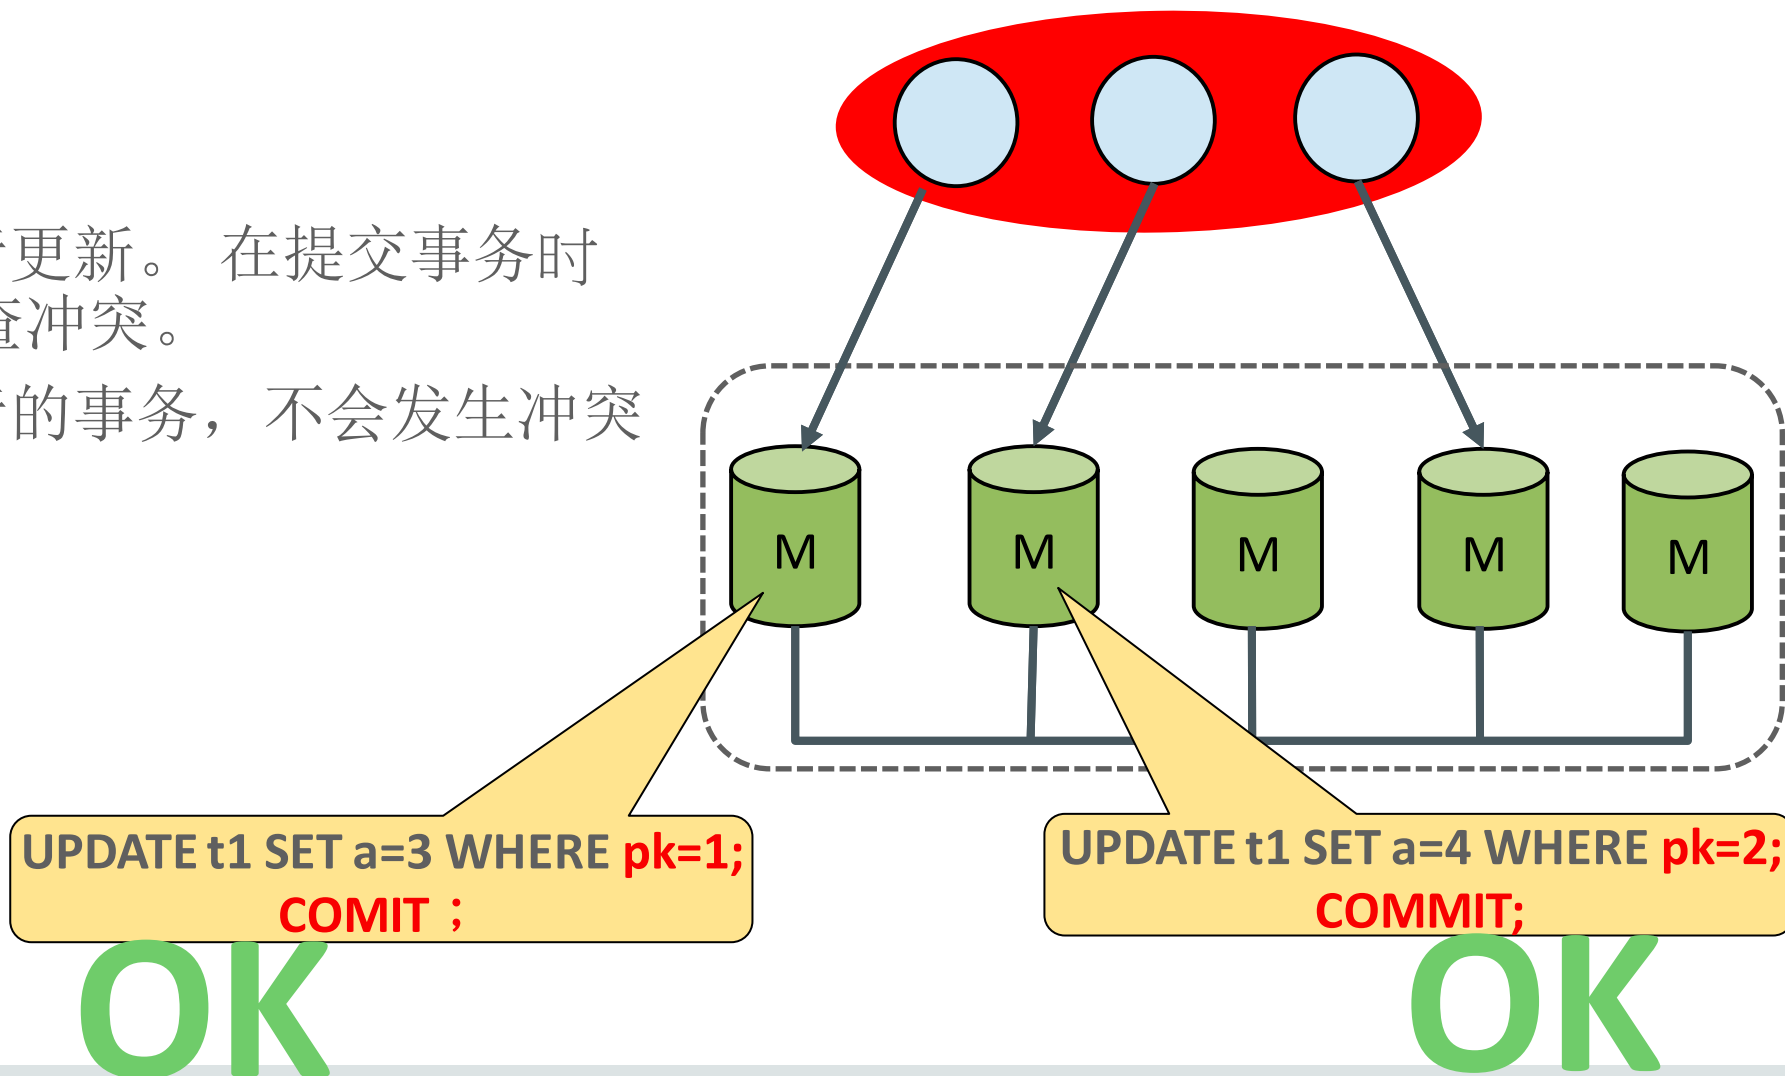 更新。 在提交事务时
冲突。
的事务，不会发生冲突
M
M
M
M
M
UPDATE t1 SET a=3 WHERE pk=1;
COMIT；
UPDATE t1 SET a=4 WHERE pk=2;
COMMIT;
OK
OK